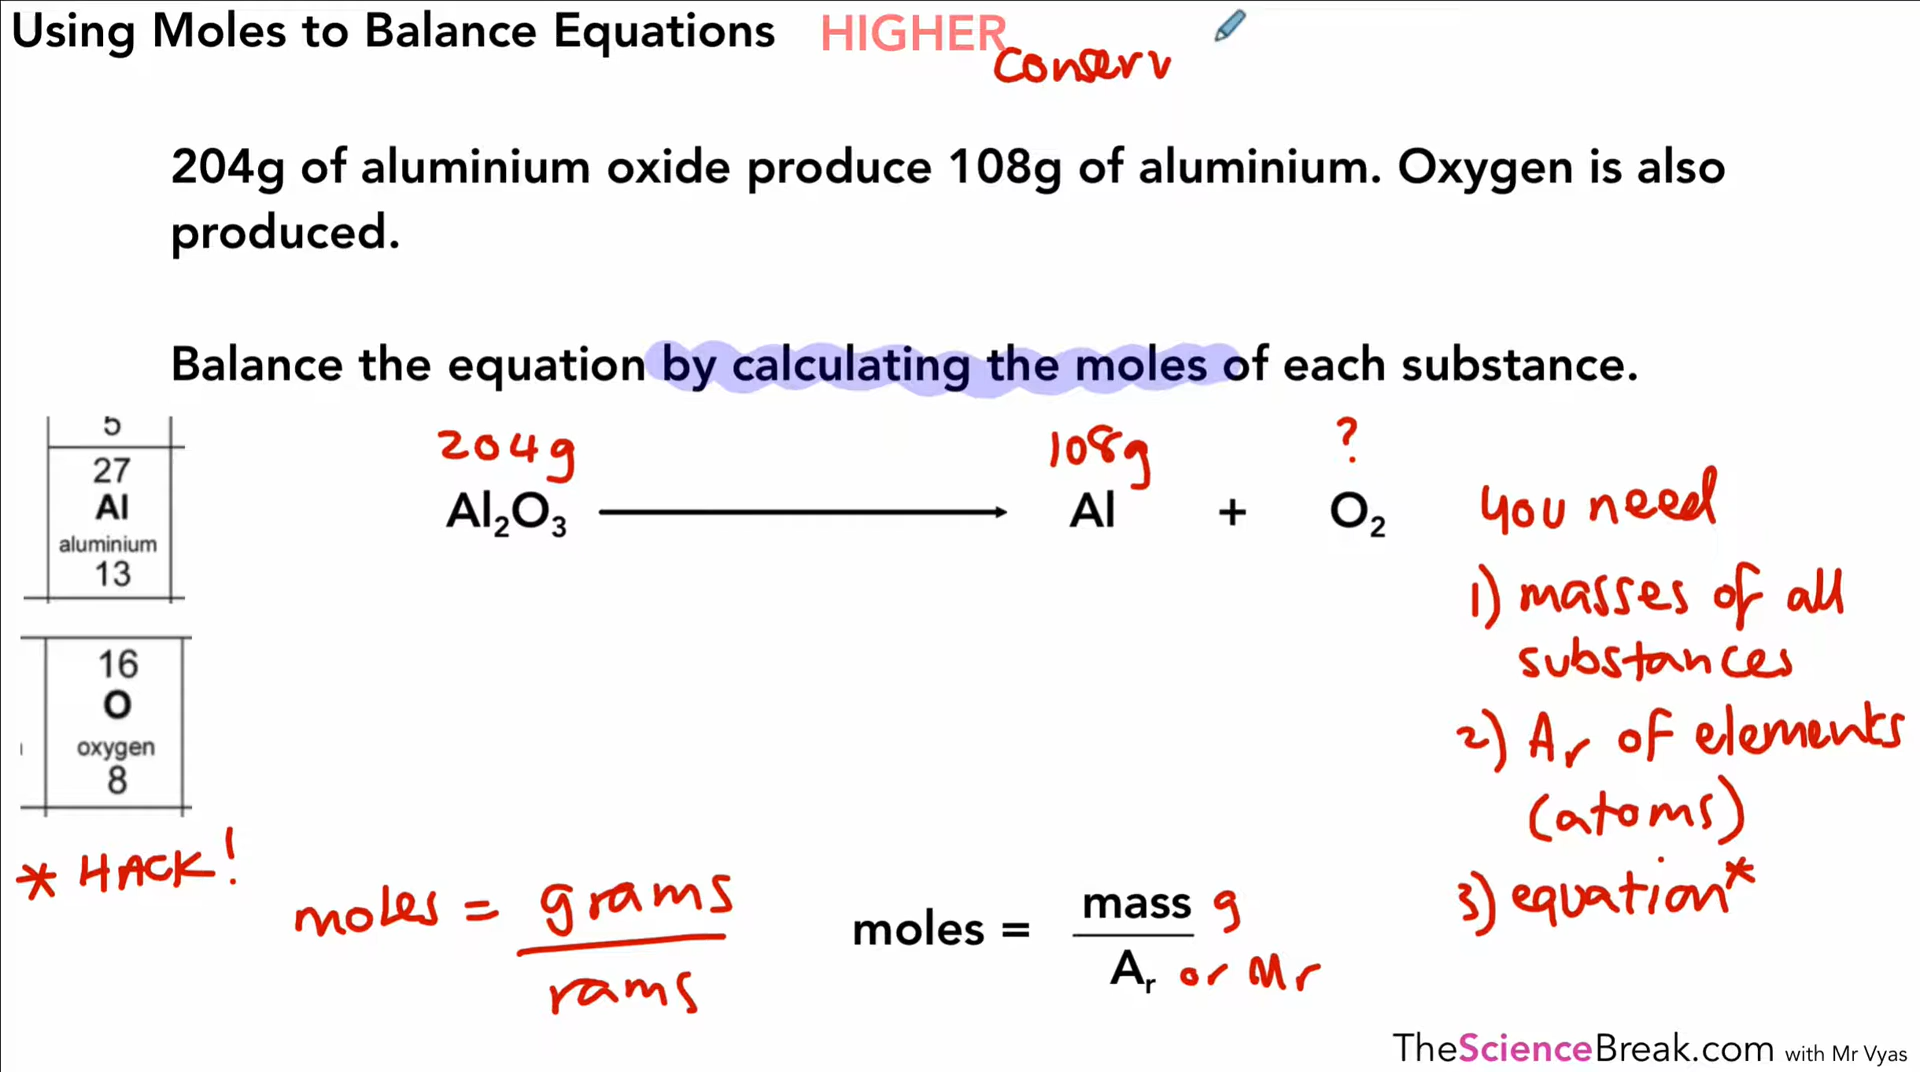 Using Moles to Balance Equations HIGHER
conserv
204g of aluminium oxide produce 108g of aluminium. Oxygen is also
produced.
Balance the equation by calculating the moles of each substance.
5
27
Al
aluminium
13
16
O
oxygen
8
204g 108g ?
Al₂O₃ ⟶ Al + O₂
you need
1) masses of all
substances
2) Ar of elements
(atoms)
3) equation*
* HACK!
moles = grams
rams
moles = mass g
Ar or Mr
TheScienceBreak.com with Mr Vyas